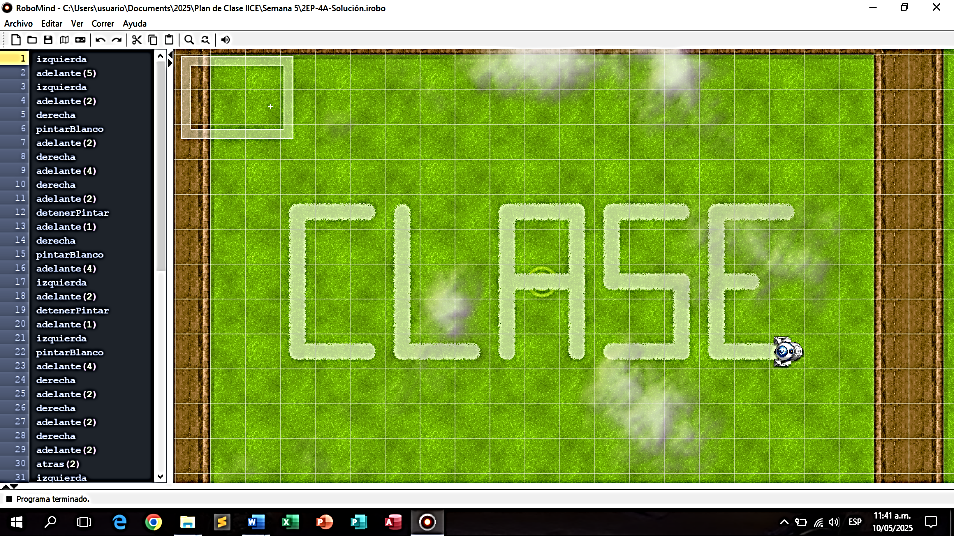 RoboMind - C:\Users\usuario\Documents\2025\Plan de Clase IICE\Semana 5\2EP-4A-Solución.irobo
Archivo Editar Ver Correr Ayuda
1 izquierda
2 adelante(5)
3 izquierda
4 adelante(2)
5 derecha
6 pintarBlanco
7 adelante(2)
8 derecha
9 adelante(4)
10 derecha
11 adelante(2)
12 detenerPintar
13 adelante(1)
14 derecha
15 pintarBlanco
16 adelante(4)
17 izquierda
18 adelante(2)
19 detenerPintar
20 adelante(1)
21 izquierda
22 pintarBlanco
23 adelante(4)
24 derecha
25 adelante(2)
26 derecha
27 adelante(2)
28 derecha
29 adelante(2)
30 atras(2)
31 izquierda
CLASE
Programa terminado.
ESP
11:41 a.m.
10/05/2025